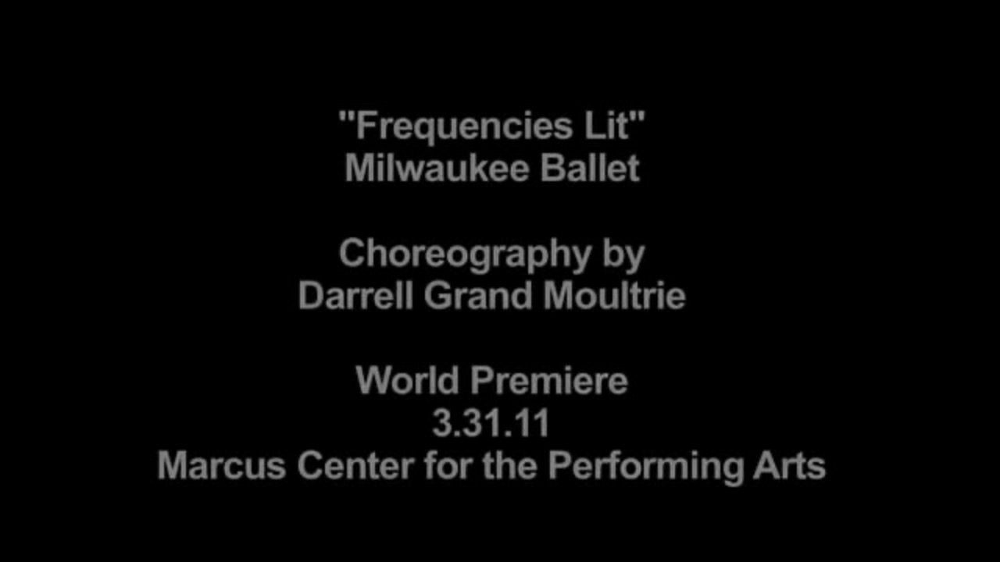 "Frequencies Lit"
Milwaukee Ballet
Choreography by
Darrell Grand Moultrie
World Premiere
3.31.11
Marcus Center for the Performing Arts